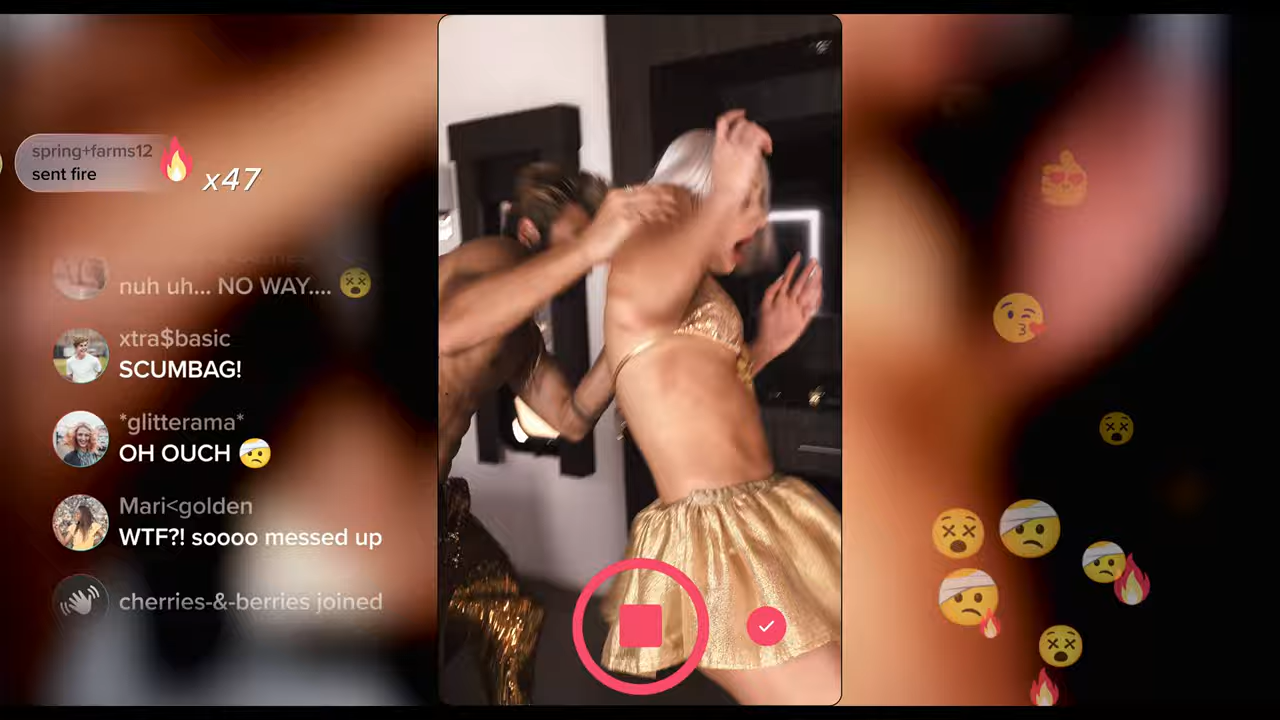 spring+farms12
sent fire
x47
nuh uh... NO WAY....
xtra$basic
SCUMBAG!
*glitterama*
OH OUCH
Mari<golden
WTF?! soooo messed up
cherries-&-berries joined